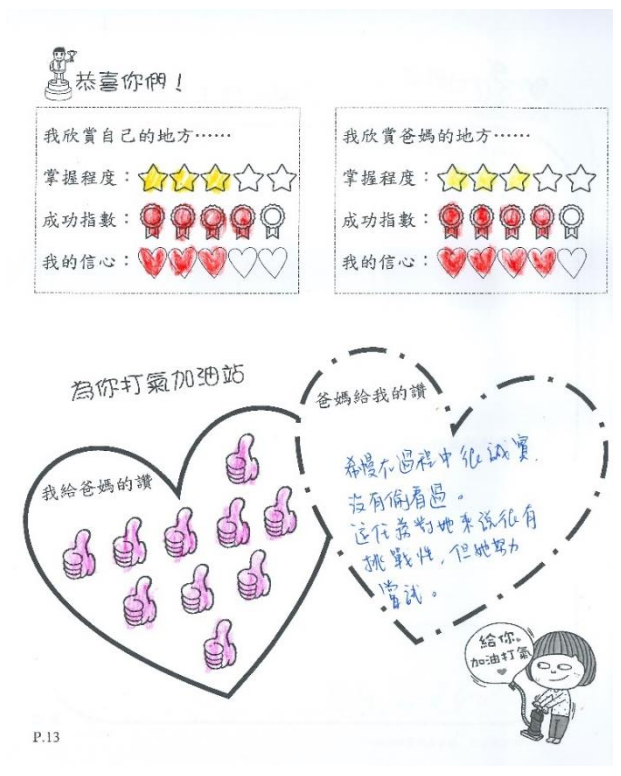 恭喜你們！
我欣賞自己的地方⋯⋯
掌握程度：
成功指數：
我的信心：
我欣賞爸媽的地方⋯⋯
掌握程度：
成功指數：
我的信心：
為你打氣加油站
我給爸媽的讚
爸媽給我的讚
希慢在過程中很誠實，
沒有偷看過。
這任務對她來說很有
挑戰性，但她努力
嘗試。
給你
加油打氣
P.13